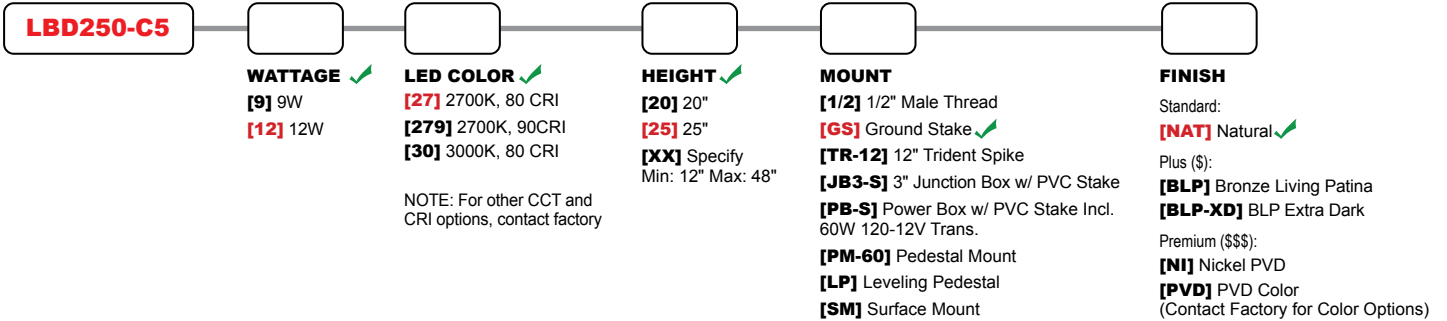 LBD250-C5
WATTAGE
[9] 9W
[12] 12W
LED COLOR
[27] 2700K, 80 CRI
[279] 2700K, 90CRI
[30] 3000K, 80 CRI
NOTE: For other CCT and
CRI options, contact factory
HEIGHT
[20] 20"
[25] 25"
[XX] Specify
Min: 12" Max: 48"
MOUNT
[1/2] 1/2" Male Thread
[GS] Ground Stake
[TR-12] 12" Trident Spike
[JB3-S] 3" Junction Box w/ PVC Stake
[PB-S] Power Box w/ PVC Stake Incl.
60W 120-12V Trans.
[PM-60] Pedestal Mount
[LP] Leveling Pedestal
[SM] Surface Mount
FINISH
Standard:
[NAT] Natural
Plus ($):
[BLP] Bronze Living Patina
[BLP-XD] BLP Extra Dark
Premium ($$$):
[NI] Nickel PVD
[PVD] PVD Color
(Contact Factory for Color Options)